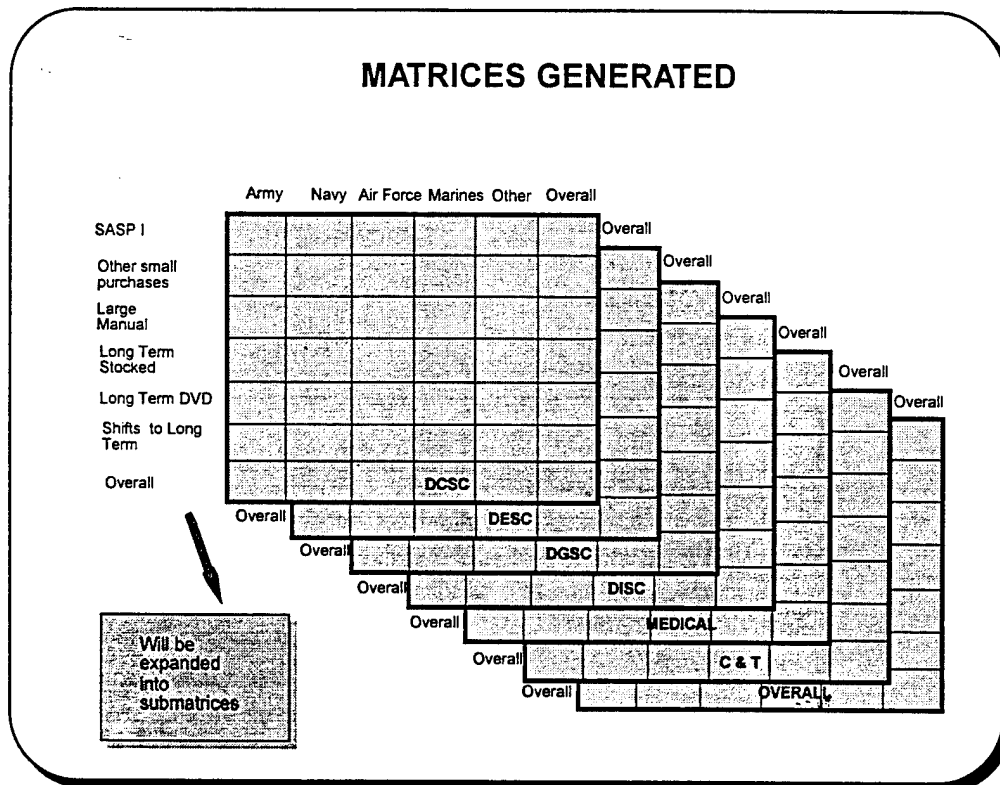 MATRICES GENERATED
Army Navy Air Force Marines Other Overall
SASP I
Other small
purchases
Large
Manual
Long Term
Stocked
Long Term DVD
Shifts to Long
Term
Overall
Overall
Overall
Overall
Overall
Overall
Overall
DCSC
Overall DESC
Overall DGSC
Overall DISC
Overall MEDICAL
Overall C & T
Overall OVERALL
Will be
expanded
into
submatrices